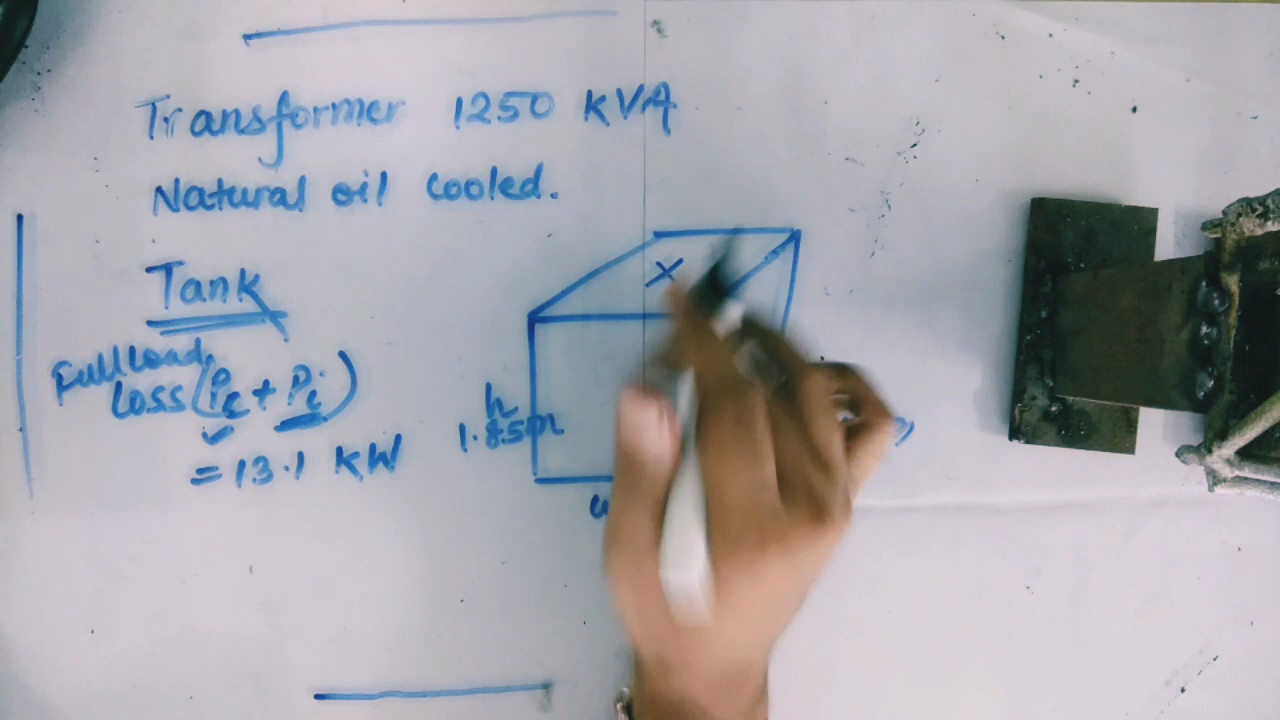 Transformer 1250 KVA
Natural oil cooled.
Tank
Full load
Loss (Pc + Pi)
= 13.1 KW
h
1.85m
x